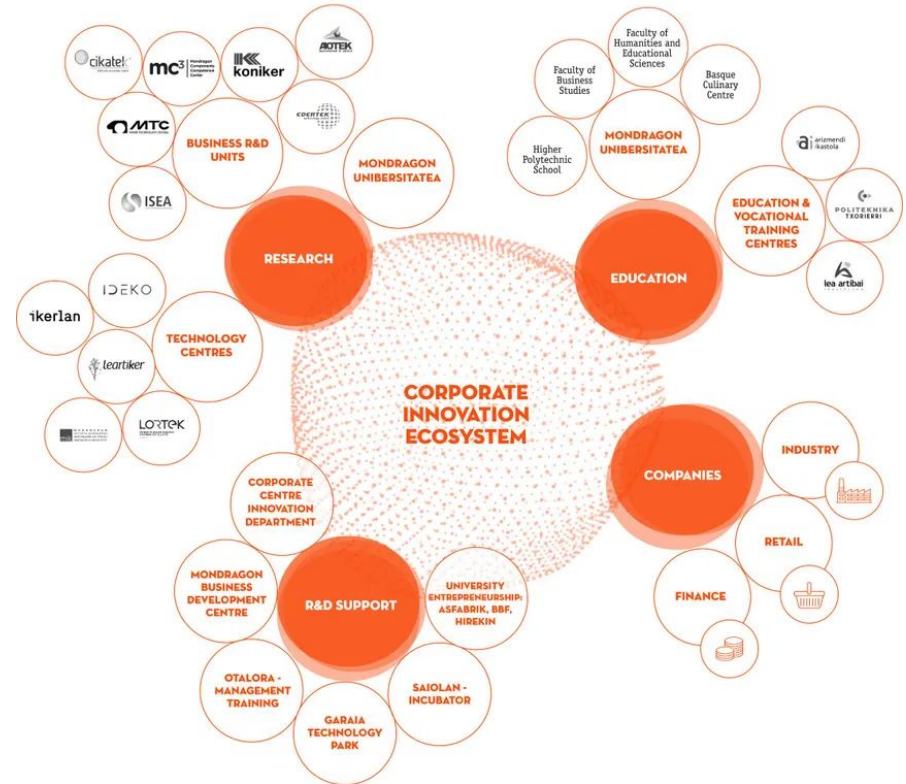 CORPORATE
INNOVATION
ECOSYSTEM
RESEARCH
BUSINESS R&D
UNITS
cikatek
mc3
Mondragon
Components
Competence
Center
koniker
AOTEK
EDERTEK
MTC
ISEA
MONDRAGON
UNIBERTSITATEA
TECHNOLOGY
CENTRES
IDEKO
ikerlan
leartiker
LORTEK
EDUCATION
MONDRAGON
UNIBERSITATEA
Higher
Polytechnic
School
Faculty of
Business
Studies
Faculty of
Humanities and
Educational
Sciences
Basque
Culinary
Centre
EDUCATION &
VOCATIONAL
TRAINING
CENTRES
arizmendi
ikastola
POLITEKNIKA
TXORIERRI
lea artibai
COMPANIES
INDUSTRY
RETAIL
FINANCE
R&D SUPPORT
CORPORATE
CENTRE
INNOVATION
DEPARTMENT
MONDRAGON
BUSINESS
DEVELOPMENT
CENTRE
OTALORA -
MANAGEMENT
TRAINING
GARAIA
TECHNOLOGY
PARK
SAIOLAN -
INCUBATOR
UNIVERSITY
ENTREPRENEURSHIP:
ASFABRIK, BBF,
HIREKIN